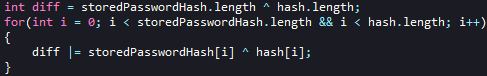 int diff = storedPasswordHash.length ^ hash.length;
for(int i = 0; i < storedPasswordHash.length && i < hash.length; i++)
{
    diff |= storedPasswordHash[i] ^ hash[i];
}